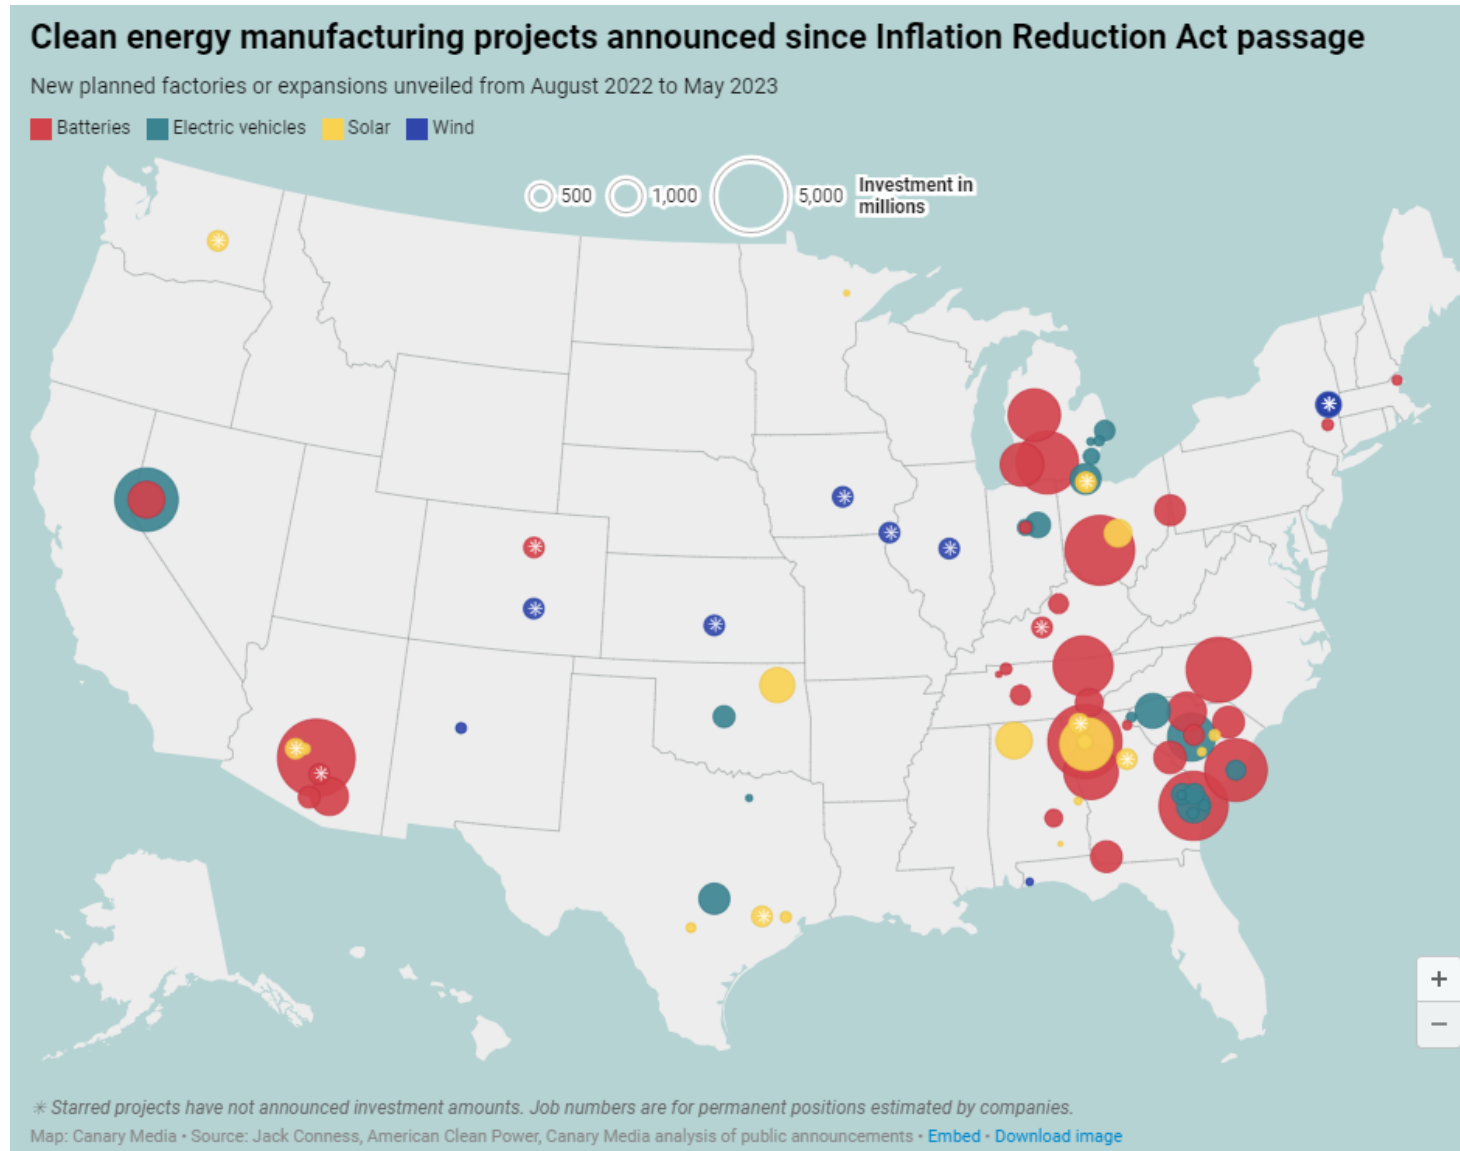 Clean energy manufacturing projects announced since Inflation Reduction Act passage
New planned factories or expansions unveiled from August 2022 to May 2023
Batteries Electric vehicles Solar Wind
500 1,000 5,000 Investment in
millions
+
−
✳ Starred projects have not announced investment amounts. Job numbers are for permanent positions estimated by companies.
Map: Canary Media • Source: Jack Conness, American Clean Power, Canary Media analysis of public announcements • Embed • Download image